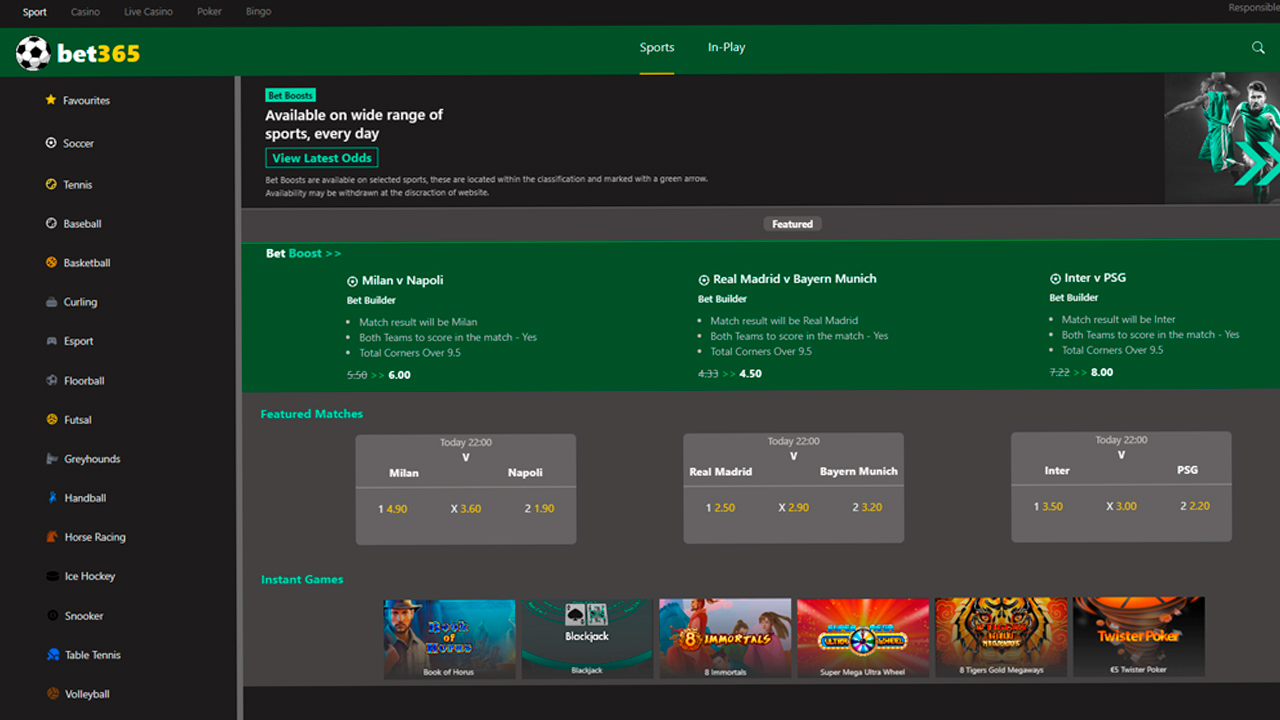 Sport Casino Live Casino Poker Bingo Responsible
bet365
Sports In-Play
Favourites
Soccer
Tennis
Baseball
Basketball
Curling
Esport
Floorball
Futsal
Greyhounds
Handball
Horse Racing
Ice Hockey
Snooker
Table Tennis
Volleyball
Bet Boosts
Available on wide range of
sports, every day
View Latest Odds
Bet Boosts are available on selected sports, these are located within the classification and marked with a green arrow.
Availability may be withdrawn at the discraction of website.
Featured
Bet Boost >>
Milan v Napoli
Bet Builder
• Match result will be Milan
• Both Teams to score in the match - Yes
• Total Corners Over 9.5
5.50 >> 6.00
Real Madrid v Bayern Munich
Bet Builder
• Match result will be Real Madrid
• Both Teams to score in the match - Yes
• Total Corners Over 9.5
4.33 >> 4.50
Inter v PSG
Bet Builder
• Match result will be Inter
• Both Teams to score in the match - Yes
• Total Corners Over 9.5
7.22 >> 8.00
Featured Matches
Today 22:00
V
Milan Napoli
1 4.90 X 3.60 2 1.90
Today 22:00
V
Real Madrid Bayern Munich
1 2.50 X 2.90 2 3.20
Today 22:00
V
Inter PSG
1 3.50 X 3.00 2 2.20
Instant Games
Book
of
Horus
Book of Horus
Blackjack
Blackjack
8 IMMORTALS
8 Immortals
SUPER MEGA
ULTRA WHEEL
Super Mega Ultra Wheel
8 Tigers Gold Megaways
Twister Poker
€5 Twister Poker